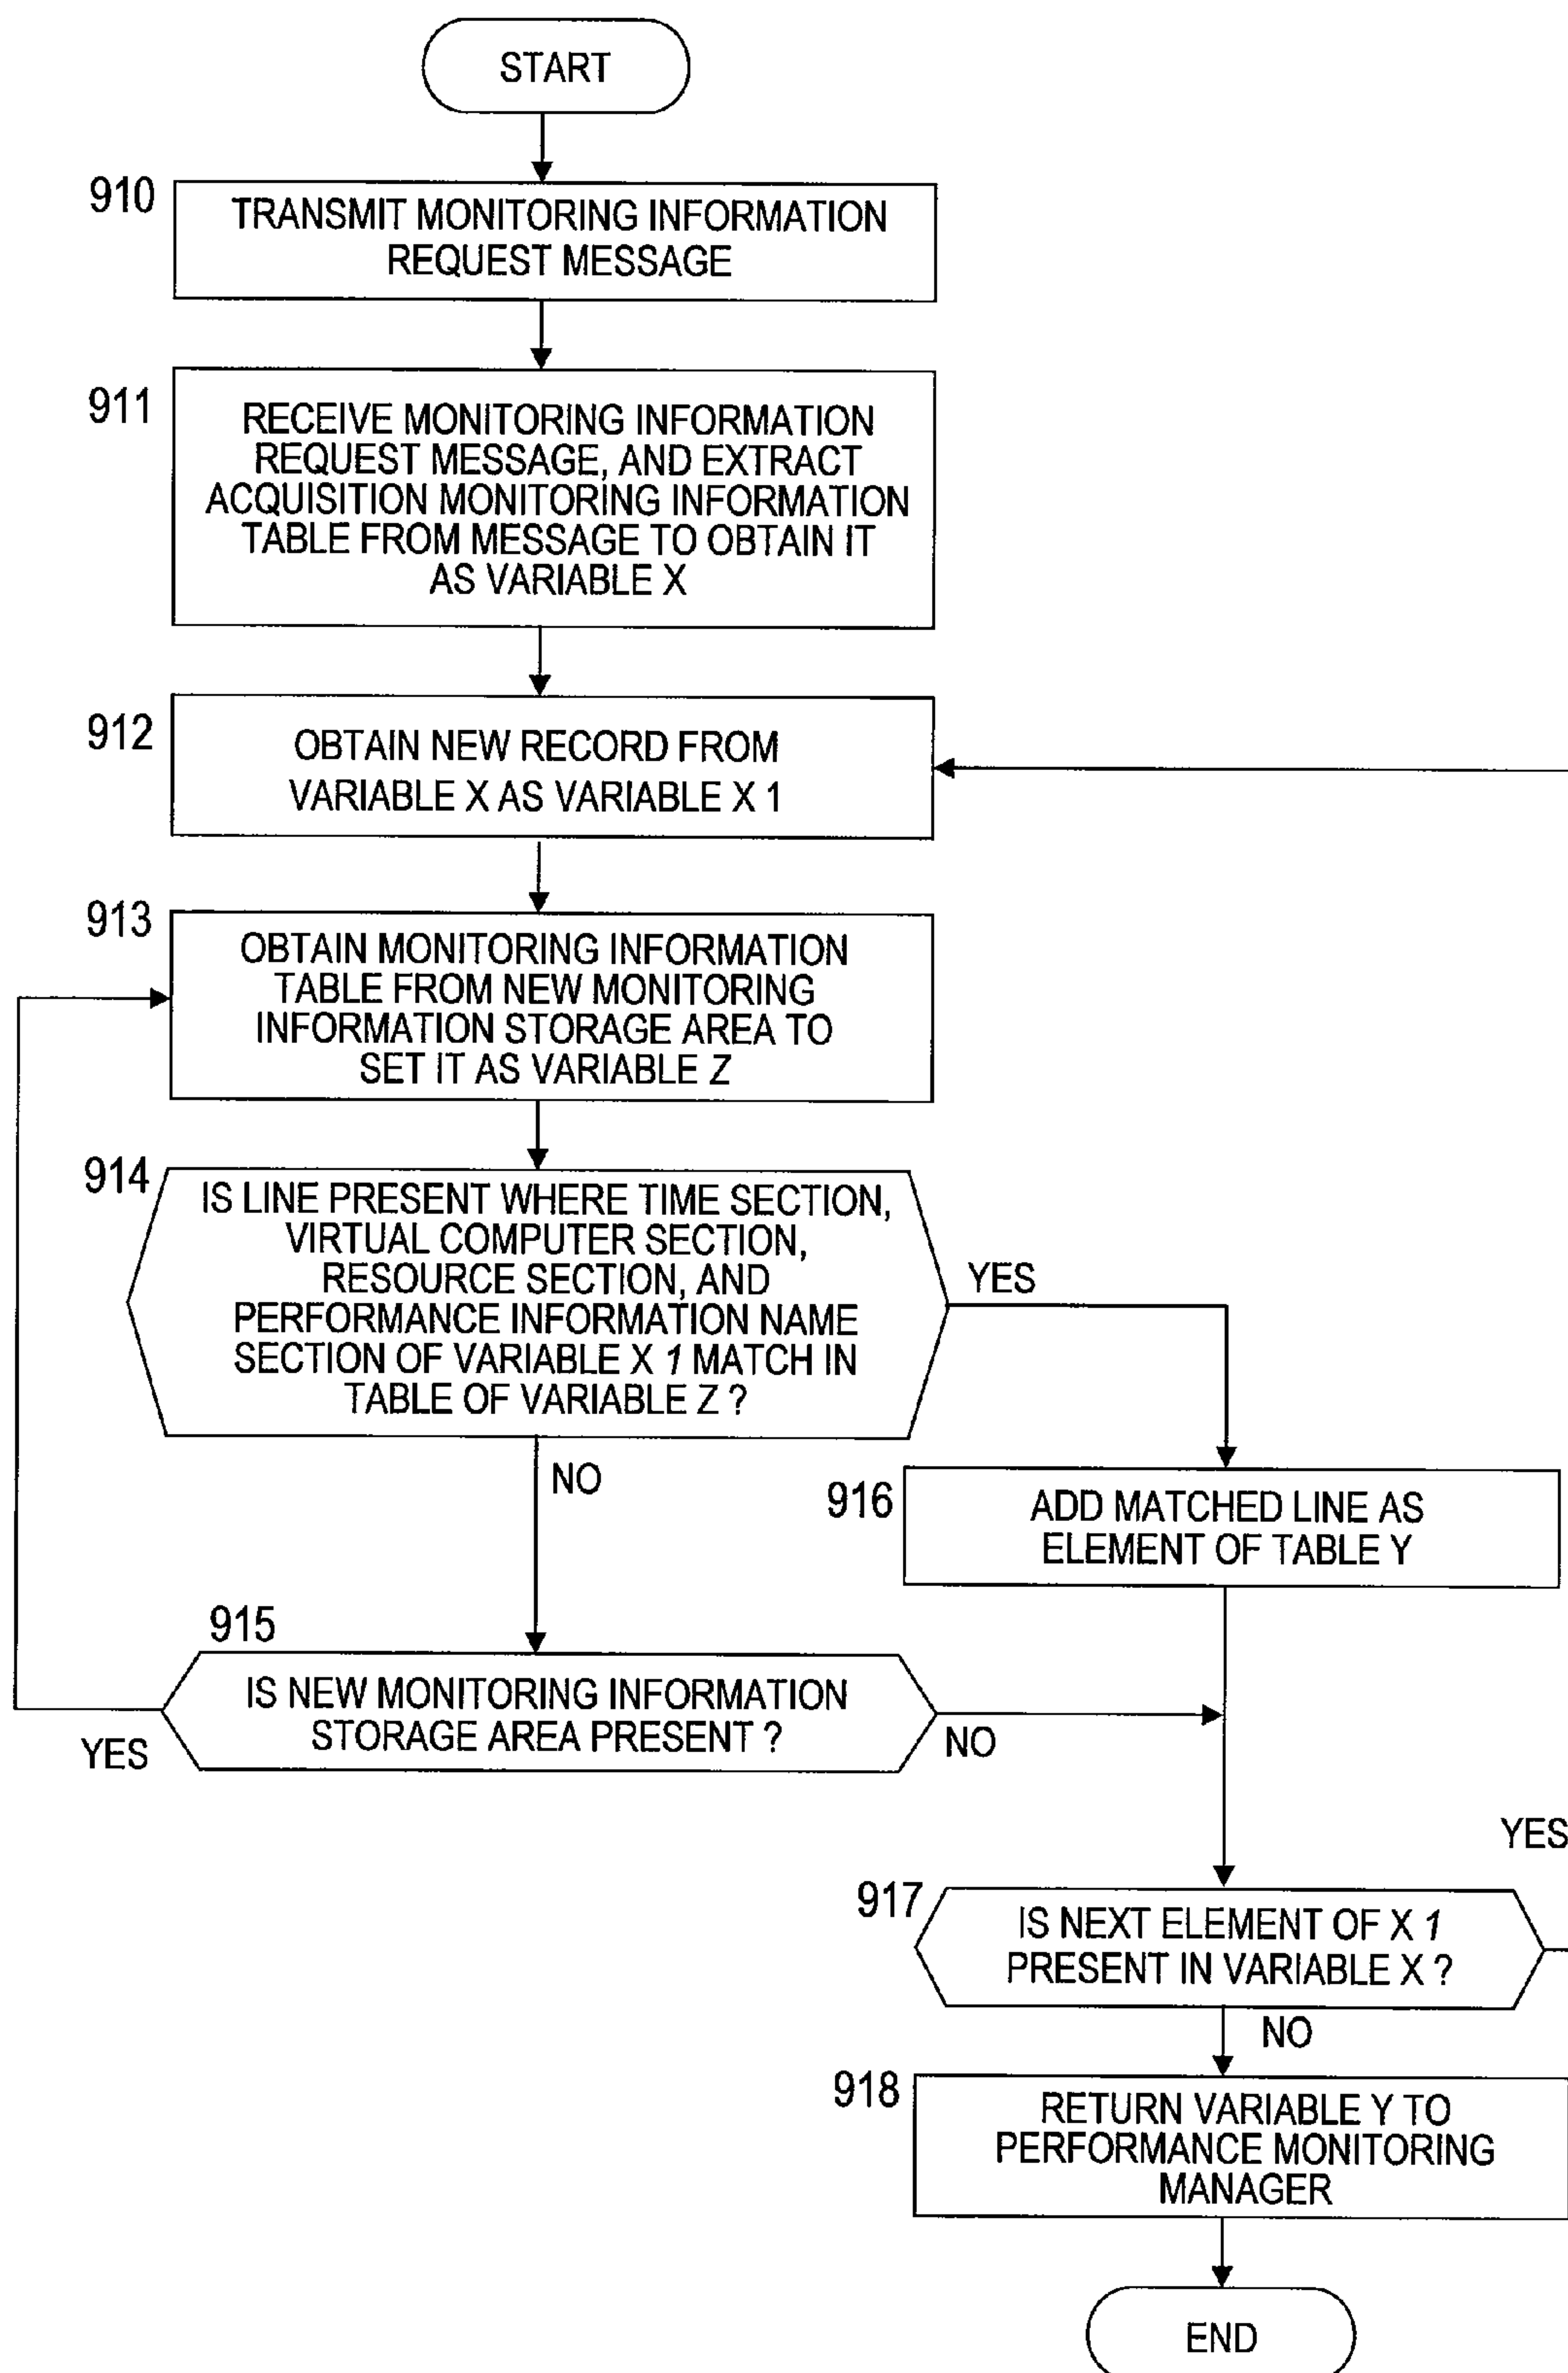 START
910
TRANSMIT MONITORING INFORMATION
REQUEST MESSAGE
911
RECEIVE MONITORING INFORMATION
REQUEST MESSAGE, AND EXTRACT
ACQUISITION MONITORING INFORMATION
TABLE FROM MESSAGE TO OBTAIN IT
AS VARIABLE X
912
OBTAIN NEW RECORD FROM
VARIABLE X AS VARIABLE X 1
913
OBTAIN MONITORING INFORMATION
TABLE FROM NEW MONITORING
INFORMATION STORAGE AREA TO
SET IT AS VARIABLE Z
914
IS LINE PRESENT WHERE TIME SECTION,
VIRTUAL COMPUTER SECTION,
RESOURCE SECTION, AND
PERFORMANCE INFORMATION NAME
SECTION OF VARIABLE X 1 MATCH IN
TABLE OF VARIABLE Z ?
YES
NO
916
ADD MATCHED LINE AS
ELEMENT OF TABLE Y
915
IS NEW MONITORING INFORMATION
STORAGE AREA PRESENT ?
YES
NO
YES
917
IS NEXT ELEMENT OF X 1
PRESENT IN VARIABLE X ?
NO
918
RETURN VARIABLE Y TO
PERFORMANCE MONITORING
MANAGER
END